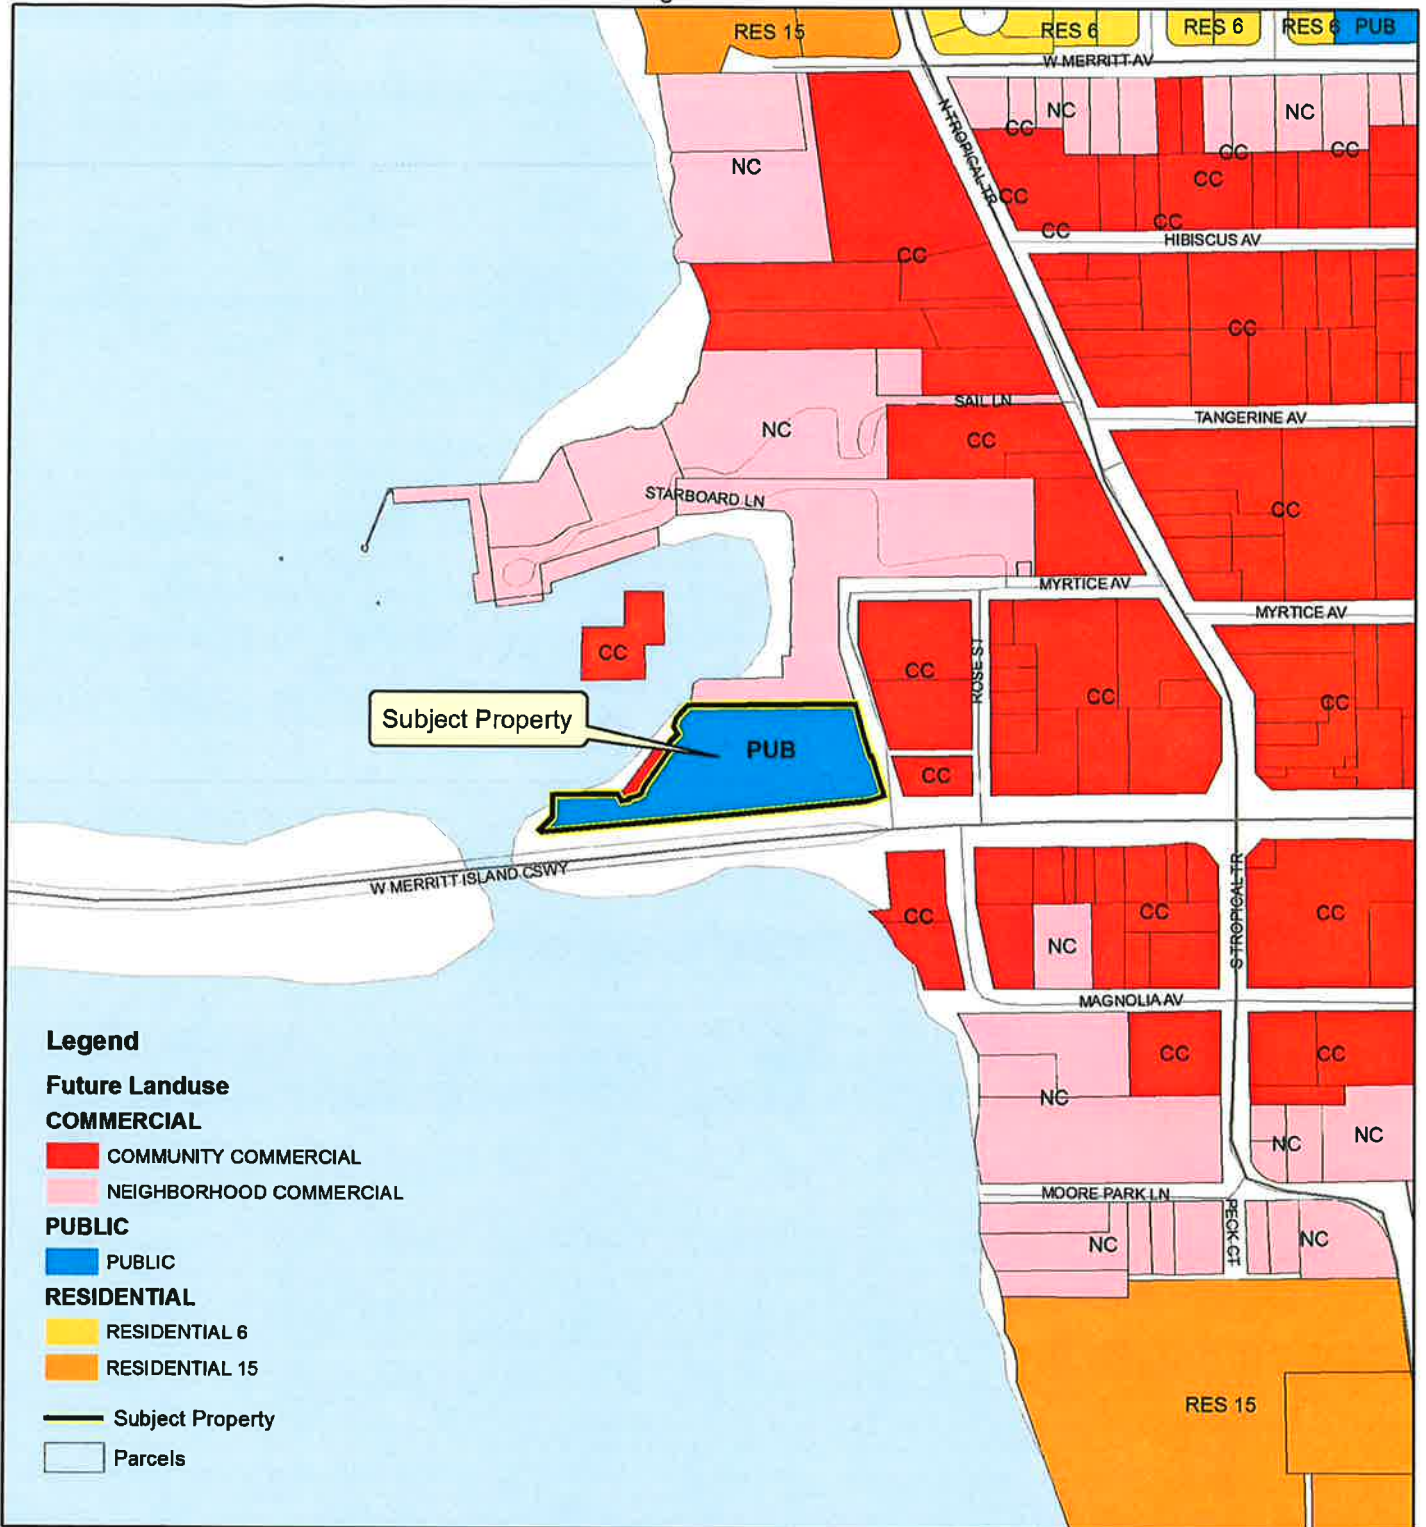 RES 15
RES 6
RES 6
RES 6
PUB
W MERRITT AV
NC
NC
NC
CC
CC
CC
CC
N TROPICAL TR
CC
CC
CC
HIBISCUS AV
CC
CC
SAIL LN
TANGERINE AV
NC
CC
STARBOARD LN
CC
MYRTICE AV
MYRTICE AV
CC
CC
ROSE ST
CC
CC
Subject Property
PUB
CC
W MERRITT ISLAND CSWY
CC
NC
CC
S TROPICAL TR
CC
MAGNOLIA AV
CC
CC
NC
NC
NC
MOORE PARK LN
PECK CT
NC
NC
RES 15
Legend
Future Landuse
COMMERCIAL
COMMUNITY COMMERCIAL
NEIGHBORHOOD COMMERCIAL
PUBLIC
PUBLIC
RESIDENTIAL
RESIDENTIAL 6
RESIDENTIAL 15
Subject Property
Parcels